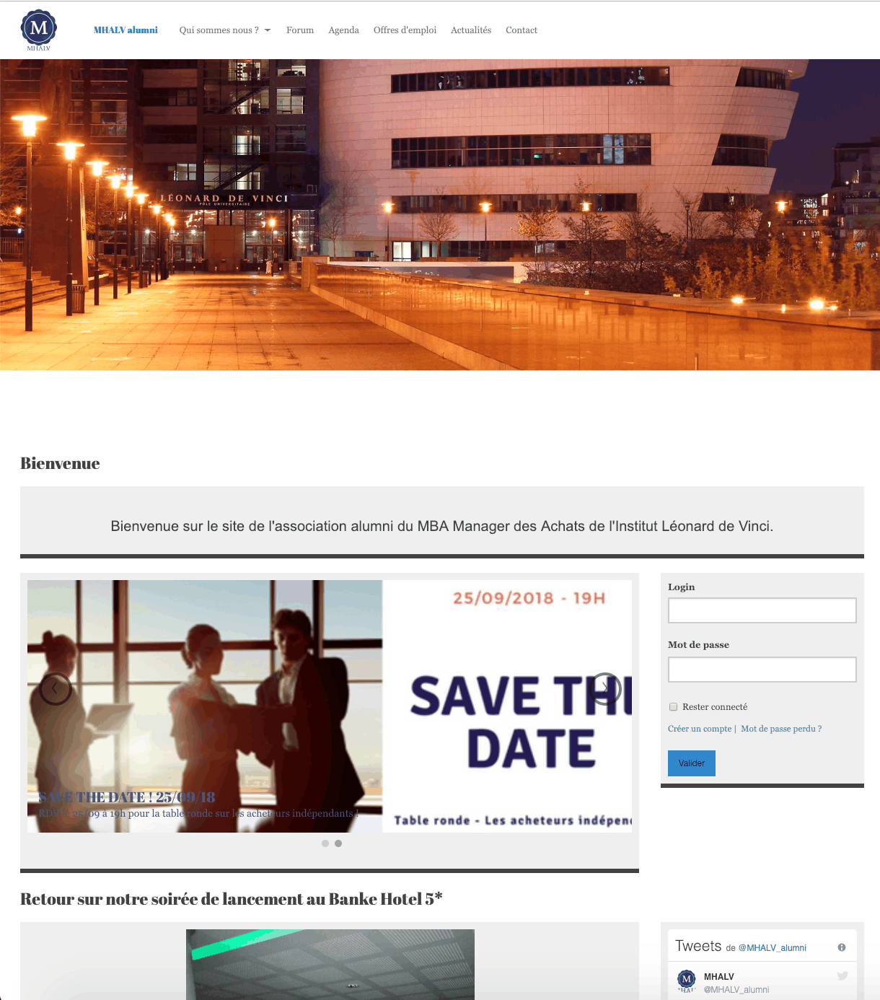 M
MHALV
MHALV alumni
Qui sommes nous ?
Forum
Agenda
Offres d'emploi
Actualités
Contact
LÉONARD DE VINCI
PÔLE UNIVERSITAIRE
Bienvenue
Bienvenue sur le site de l'association alumni du MBA Manager des Achats de l'Institut Léonard de Vinci.
25/09/2018 - 19H
SAVE THE
DATE
Table ronde - Les acheteurs indépen
SAVE THE DATE ! 25/09/18
RDV le 25/09 à 19h pour la table ronde sur les acheteurs indépendants !
Login
Mot de passe
Rester connecté
Créer un compte | Mot de passe perdu ?
Valider
Retour sur notre soirée de lancement au Banke Hotel 5*
Tweets de @MHALV_alumni
M
MHALV
@MHALV_alumni